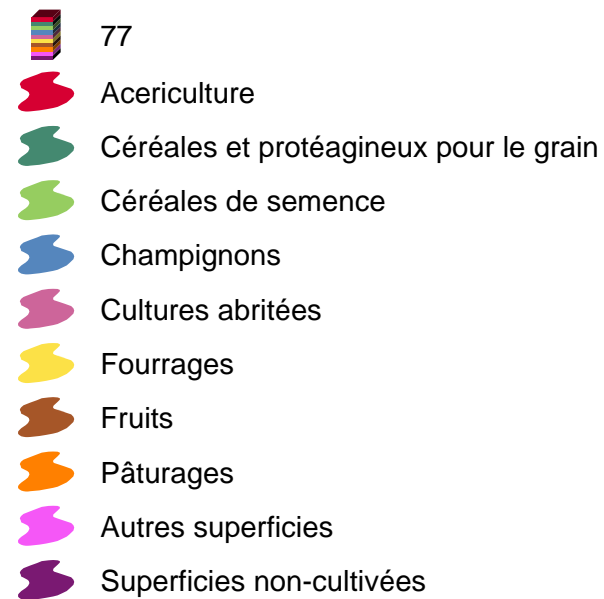 77
Acericulture
Céréales et protéagineux pour le grain
Céréales de semence
Champignons
Cultures abritées
Fourrages
Fruits
Pâturages
Autres superficies
Superficies non-cultivées